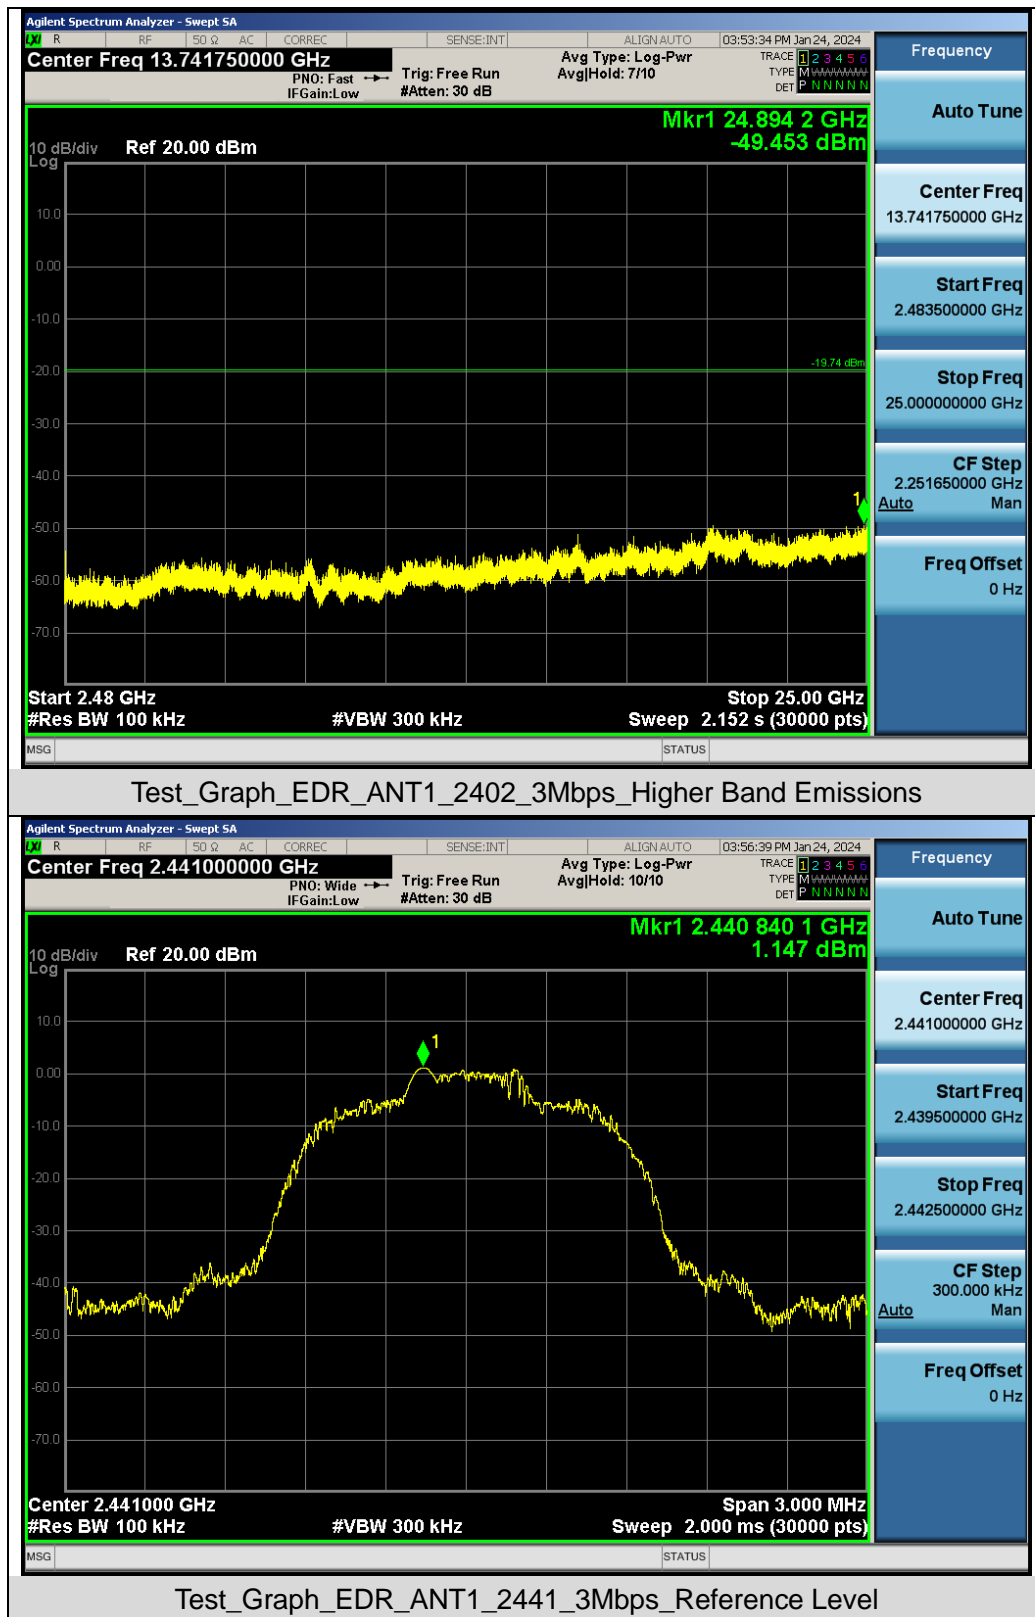 Agilent Spectrum Analyzer - Swept SA
LXI R RF 50 Ω AC CORREC SENSE:INT ALIGN AUTO 03:53:34 PM Jan 24, 2024
Center Freq 13.741750000 GHz
PNO: Fast
IFGain:Low
Trig: Free Run
#Atten: 30 dB
Avg Type: Log-Pwr
Avg|Hold: 7/10
TRACE 1 2 3 4 5 6
TYPE M
DET P N N N N N
Mkr1 24.894 2 GHz
-49.453 dBm
10 dB/div Ref 20.00 dBm
Log
10.0
0.00
-10.0
-19.74 dBm
-20.0
-30.0
-40.0
1
-50.0
-60.0
-70.0
Start 2.48 GHz Stop 25.00 GHz
#Res BW 100 kHz #VBW 300 kHz Sweep 2.152 s (30000 pts)
MSG STATUS
Frequency
Auto Tune
Center Freq
13.741750000 GHz
Start Freq
2.483500000 GHz
Stop Freq
25.000000000 GHz
CF Step
2.251650000 GHz
Auto Man
Freq Offset
0 Hz
Test_Graph_EDR_ANT1_2402_3Mbps_Higher Band Emissions
Agilent Spectrum Analyzer - Swept SA
LXI R RF 50 Ω AC CORREC SENSE:INT ALIGN AUTO 03:56:39 PM Jan 24, 2024
Center Freq 2.441000000 GHz
PNO: Wide
IFGain:Low
Trig: Free Run
#Atten: 30 dB
Avg Type: Log-Pwr
Avg|Hold: 10/10
TRACE 1 2 3 4 5 6
TYPE M
DET P N N N N N
Mkr1 2.440 840 1 GHz
1.147 dBm
10 dB/div Ref 20.00 dBm
Log
10.0
1
0.00
-10.0
-20.0
-30.0
-40.0
-50.0
-60.0
-70.0
Center 2.441000 GHz Span 3.000 MHz
#Res BW 100 kHz #VBW 300 kHz Sweep 2.000 ms (30000 pts)
MSG STATUS
Frequency
Auto Tune
Center Freq
2.441000000 GHz
Start Freq
2.439500000 GHz
Stop Freq
2.442500000 GHz
CF Step
300.000 kHz
Auto Man
Freq Offset
0 Hz
Test_Graph_EDR_ANT1_2441_3Mbps_Reference Level